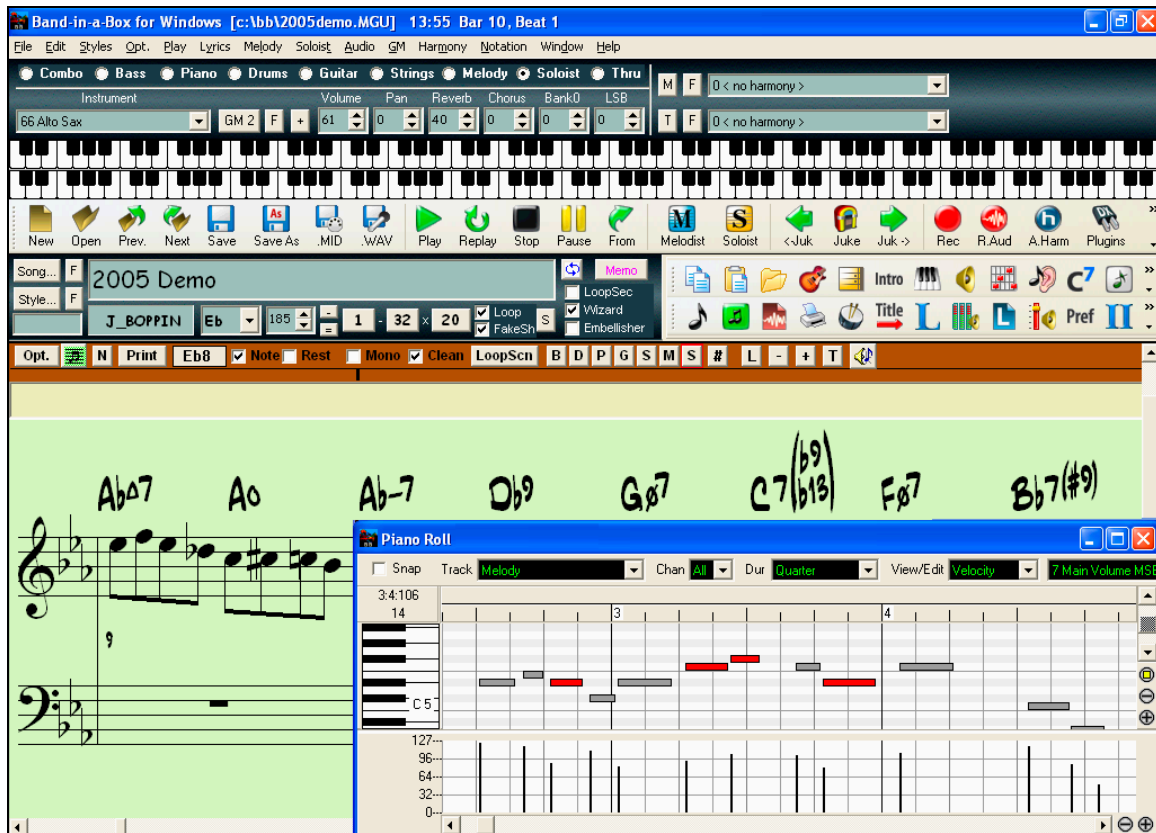 Band-in-a-Box for Windows [c:\bb\2005demo.MGU] 13:55 Bar 10, Beat 1
File Edit Styles Opt. Play Lyrics Melody Soloist Audio GM Harmony Notation Window Help
Combo Bass Piano Drums Guitar Strings Melody Soloist Thru
M F 0 < no harmony >
Instrument Volume Pan Reverb Chorus Bank0 LSB
66 Alto Sax GM 2 F + 61 0 40 0 0 0
T F 0 < no harmony >
New Open Prev. Next Save Save As .MID .WAV Play Replay Stop Pause From Melodist Soloist <-Juk Juke Juk -> Rec R.Aud A.Harm Plugins
Song... F 2005 Demo Memo
Intro C7
LoopSec
Style... F
J_BOPPIN Eb 185 - = 1 - 32 x 20 Loop FakeSh S Wizard
Embellisher
Title L L Pref
Opt. N Print Eb8 Note Rest Mono Clean LoopScn B D P G S M S # L - + T
Ab△7 Ao Ab-7 Db9 Gø7 C7(b9 b13) Fø7 Bb7(#9)
9
Piano Roll
Snap Track Melody Chan All Dur Quarter View/Edit Velocity 7 Main Volume MSB
3:4:106
14 3 4
C 5
127
96
64
32
0